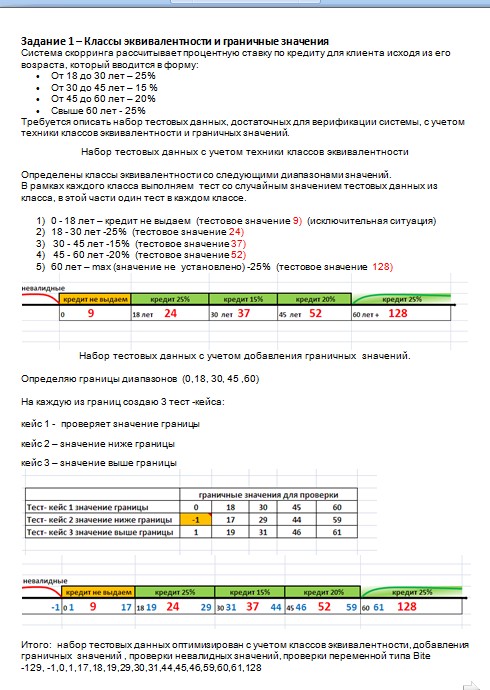 Задание 1 – Классы эквивалентности и граничные значения
Система скорринга рассчитывает процентную ставку по кредиту для клиента исходя из его
возраста, который вводится в форму:
• От 18 до 30 лет – 25%
• От 30 до 45 лет – 15 %
• От 45 до 60 лет – 20%
• Свыше 60 лет - 25%
Требуется описать набор тестовых данных, достаточных для верификации системы, с учетом
техники классов эквивалентности и граничных значений.
Набор тестовых данных с учетом техники классов эквивалентности
Определены классы эквивалентности со следующими диапазонами значений.
В рамках каждого класса выполняем тест со случайным значением тестовых данных из
класса, в этой части один тест в каждом классе.
1) 0 - 18 лет – кредит не выдаем (тестовое значение 9) (исключительная ситуация)
2) 18 - 30 лет -25% (тестовое значение 24)
3) 30 - 45 лет -15% (тестовое значение 37)
4) 45 - 60 лет -20% (тестовое значение 52)
5) 60 лет – max (значение не установлено) -25% (тестовое значение 128)
невалидные
кредит не выдаем кредит 25% кредит 15% кредит 20% кредит 25%
0 9 18 лет 24 30 лет 37 45 лет 52 60 лет + 128
Набор тестовых данных с учетом добавления граничных значений.
Определяю границы диапазонов (0,18, 30, 45 ,60)
На каждую из границ создаю 3 тест -кейса:
кейс 1 - проверяет значение границы
кейс 2 – значение ниже границы
кейс 3 – значение выше границы
граничные значения для проверки
Тест- кейс 1 значение границы 0 18 30 45 60
Тест- кейс 2 значение ниже границы -1 17 29 44 59
Тест- кейс 3 значение выше границы 1 19 31 46 61
невалидные
кредит не выдаем кредит 25% кредит 15% кредит 20% кредит 25%
-1 0 1 9 17 18 19 24 29 30 31 37 44 45 46 52 59 60 61 128
Итого: набор тестовых данных оптимизирован с учетом классов эквивалентности, добавления
граничных значений , проверки невалидных значений, проверки переменной типа Bite
-129, -1,0,1,17,18,19,29,30,31,44,45,46,59,60,61,128